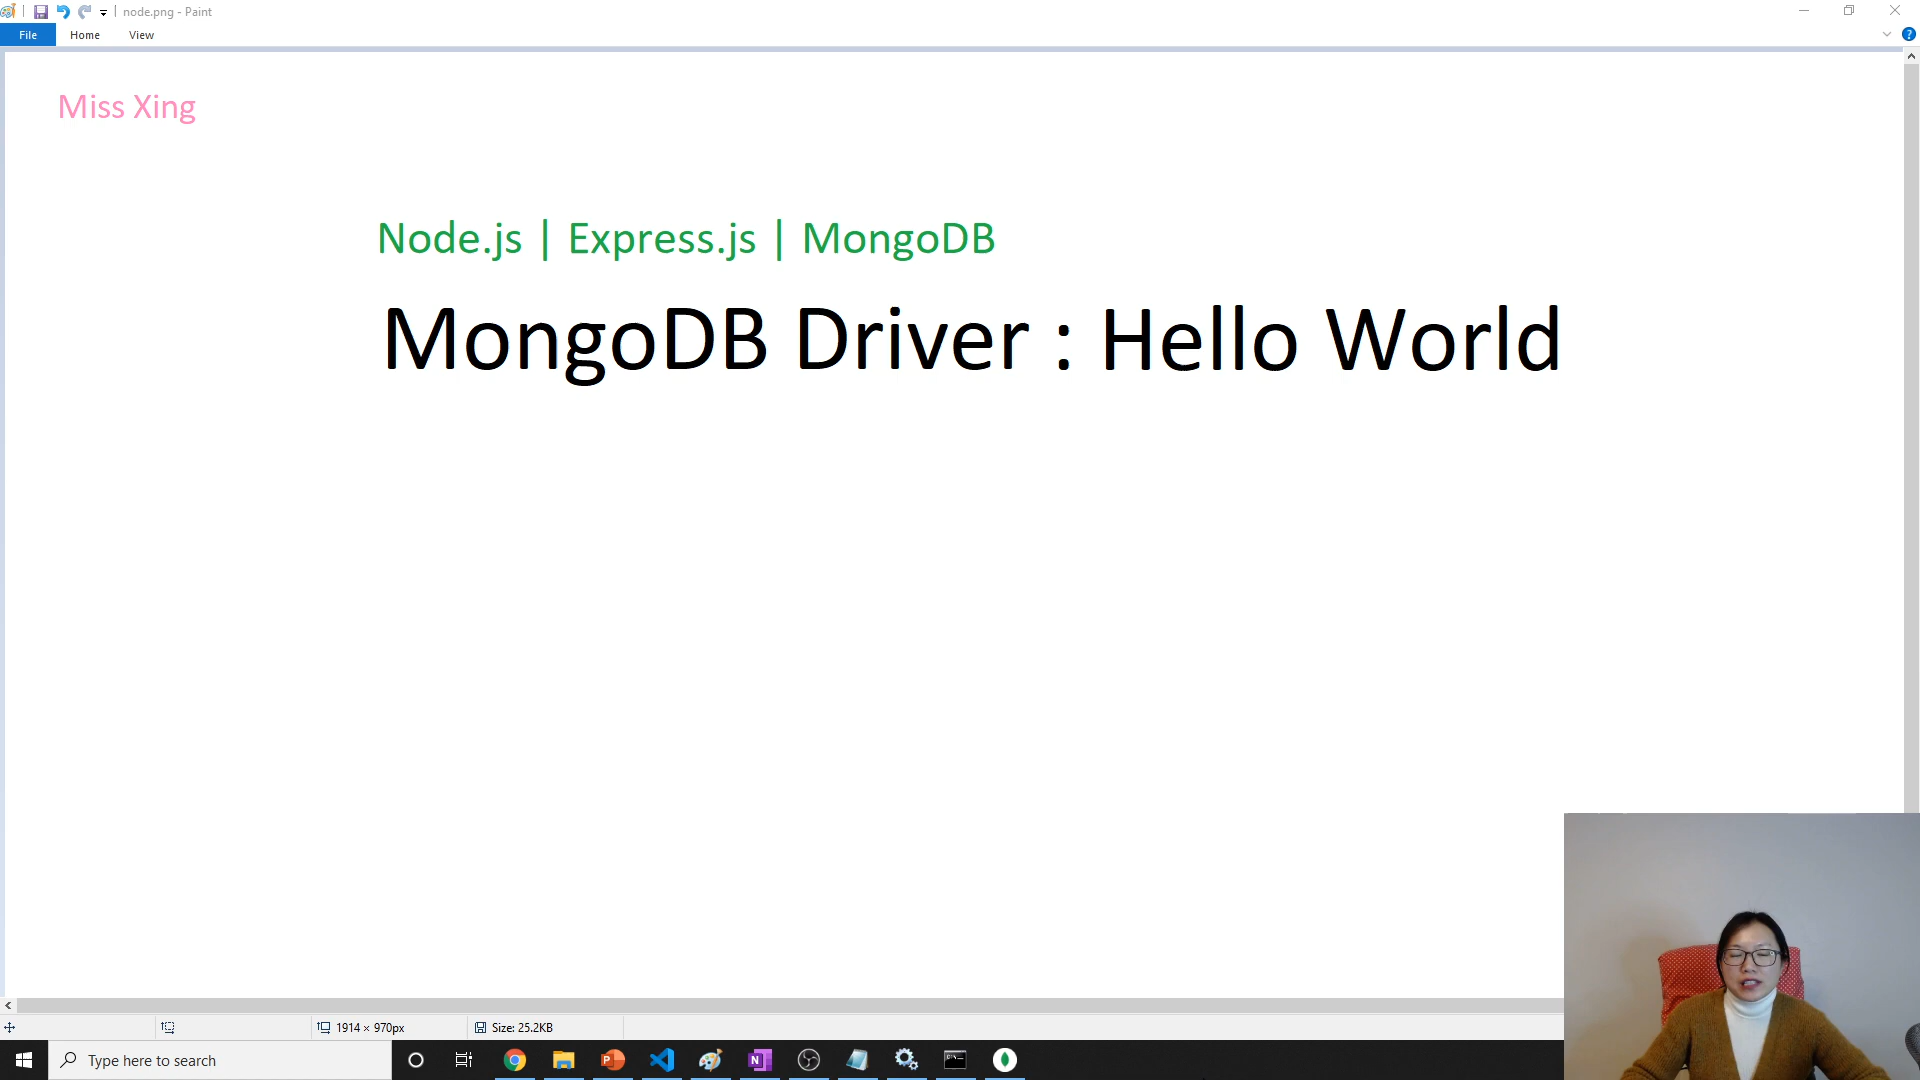 node.png - Paint
File Home View
Miss Xing
Node.js | Express.js | MongoDB
MongoDB Driver : Hello World
1914 × 970px
Size: 25.2KB
Type here to search